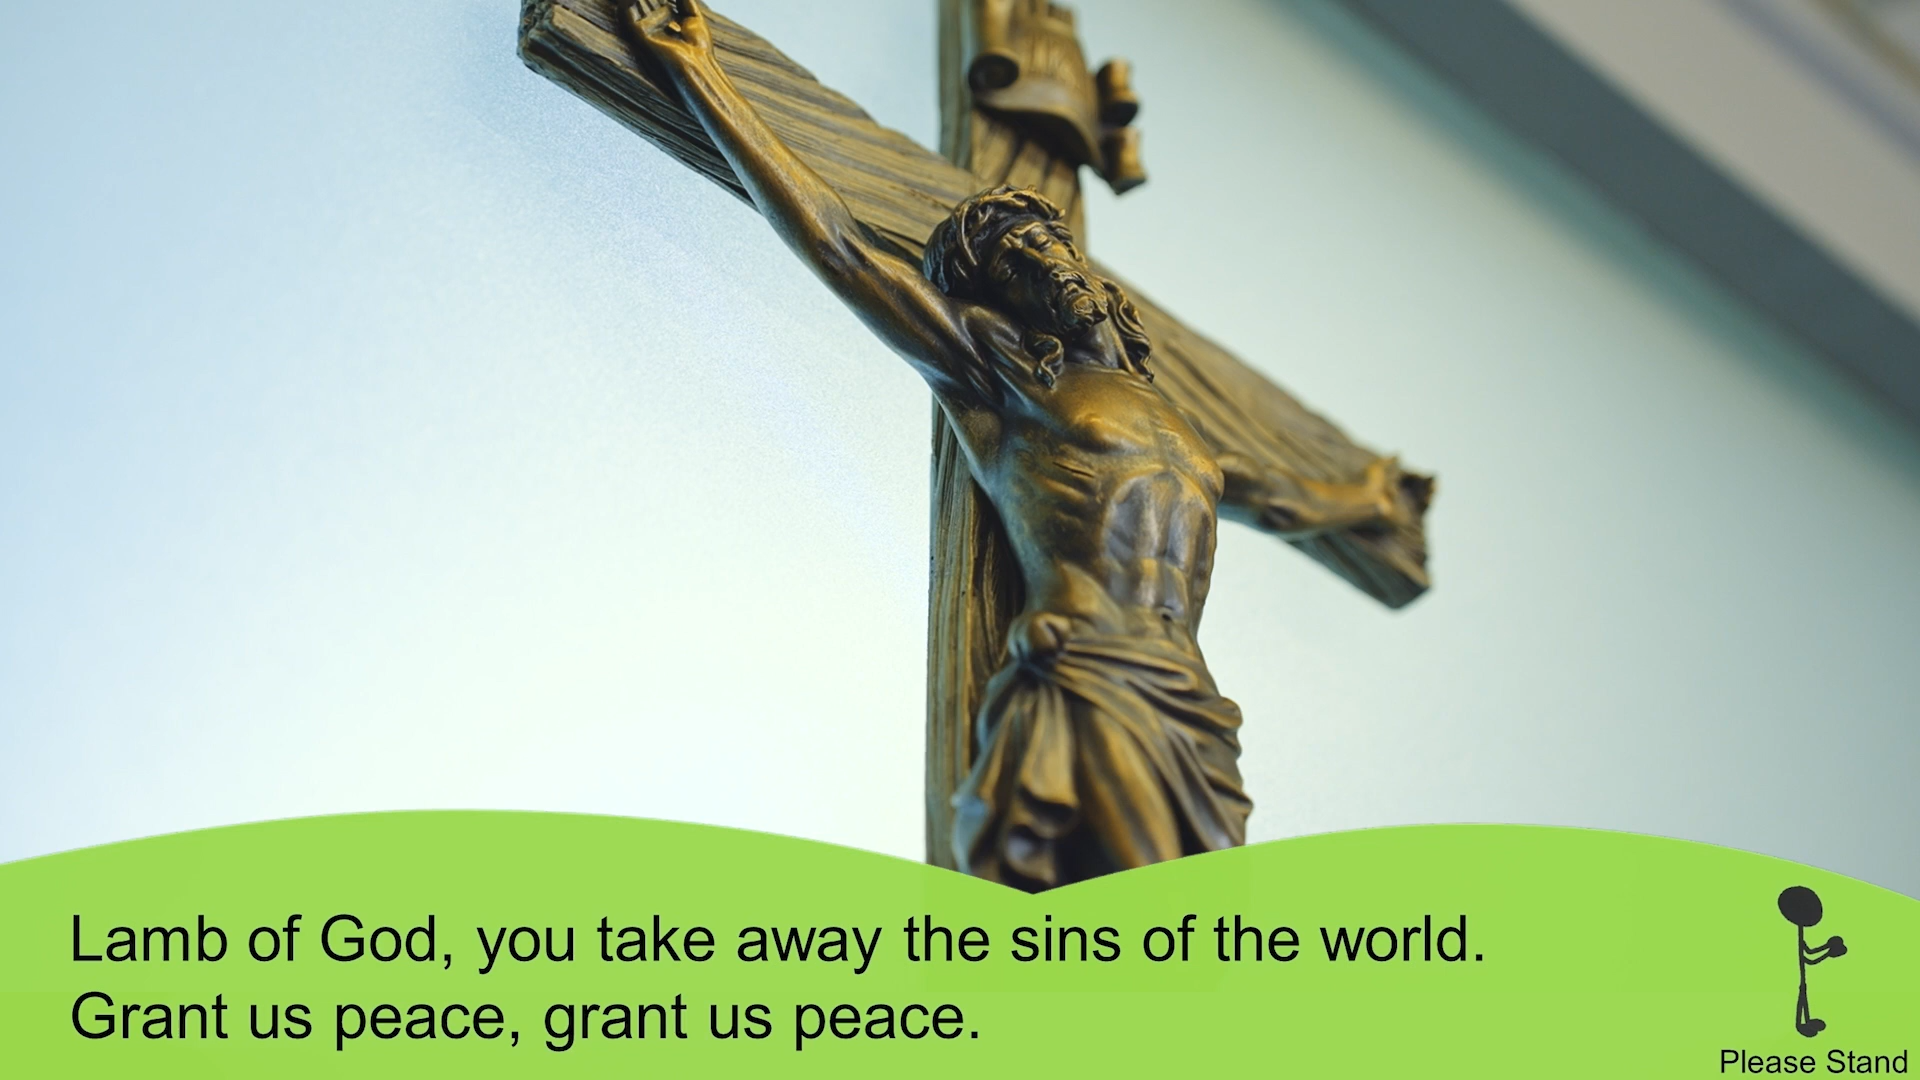 Lamb of God, you take away the sins of the world.
Grant us peace, grant us peace.
Please Stand